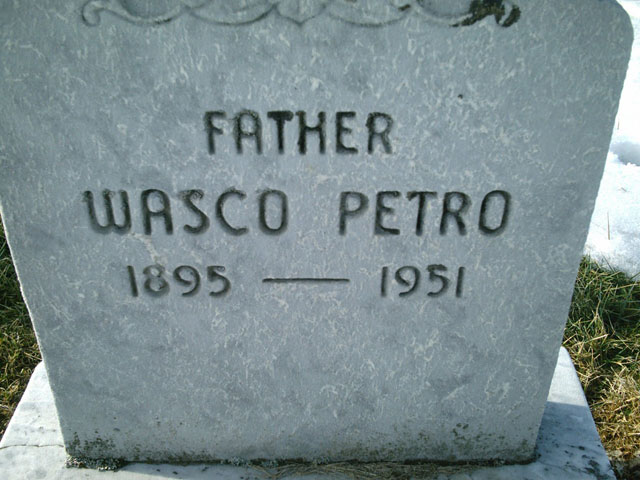 FATHER
WASCO PETRO
1895 — 1951